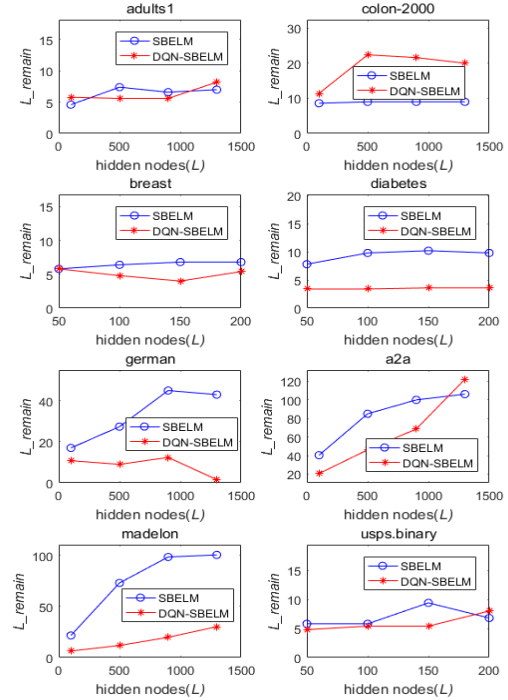 adults1
15
10
5
0
L_remain
SBELM
DQN-SBELM
0 500 1000 1500
hidden nodes(L)
colon-2000
30
20
10
0
L_remain
SBELM
DQN-SBELM
0 500 1000 1500
hidden nodes(L)
breast
15
10
5
0
L_remain
SBELM
DQN-SBELM
50 100 150 200
hidden nodes(L)
diabetes
20
15
10
5
0
L_remain
SBELM
DQN-SBELM
50 100 150 200
hidden nodes(L)
german
40
20
0
L_remain
SBELM
DQN-SBELM
0 500 1000 1500
hidden nodes(L)
a2a
120
100
80
60
40
20
L_remain
SBELM
DQN-SBELM
0 500 1000 1500
hidden nodes(L)
madelon
100
50
0
L_remain
SBELM
DQN-SBELM
0 500 1000 1500
hidden nodes(L)
usps.binary
15
10
5
0
L_remain
SBELM
DQN-SBELM
50 100 150 200
hidden nodes(L)